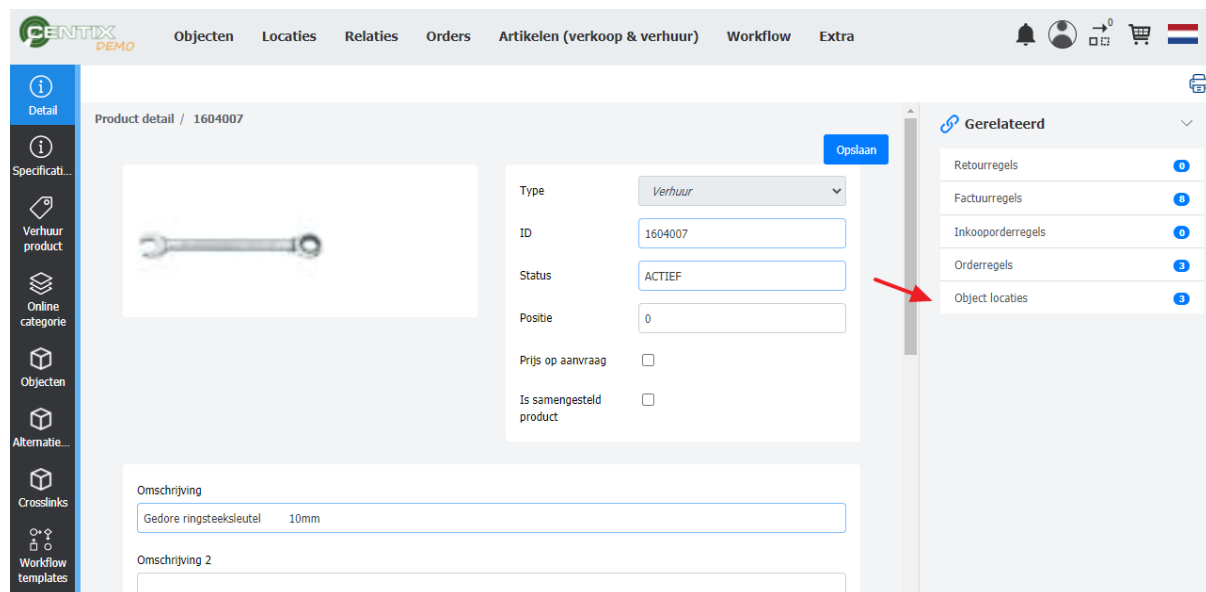 CENTIX
DEMO
Objecten Locaties Relaties Orders Artikelen (verkoop & verhuur) Workflow Extra
0
Detail
Specificati...
Verhuur
product
Online
categorie
Objecten
Alternatie...
Crosslinks
Workflow
templates
Product detail / 1604007
Opslaan
Type Verhuur
ID 1604007
Status ACTIEF
Positie 0
Prijs op aanvraag
Is samengesteld
product
Omschrijving
Gedore ringsteeksleutel 10mm
Omschrijving 2
Gerelateerd
Retourregels 0
Factuurregels 8
Inkooporderregels 0
Orderregels 3
Object locaties 3